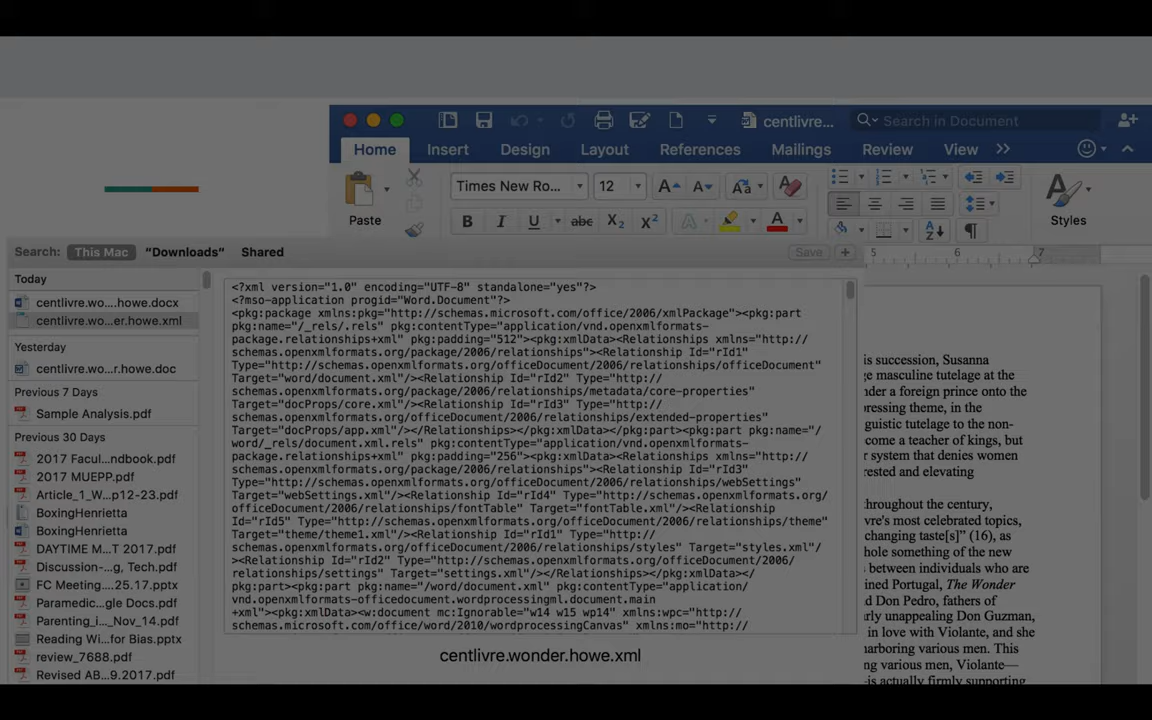 centlivre...
Search in Document
Home Insert Design Layout References Mailings Review View
Times New Ro... 12
Paste
Styles
B I U abc X2 X2 A A
5 6 7
Search: This Mac "Downloads" Shared Save +
Today
centlivre.wo....howe.docx
centlivre.wo...er.howe.xml
Yesterday
centlivre.wo...r.howe.doc
Previous 7 Days
Sample Analysis.pdf
Previous 30 Days
2017 Facul...ndbook.pdf
2017 MUEPP.pdf
Article_1_W...p12-23.pdf
BoxingHenrietta
BoxingHenrietta
DAYTIME M...T 2017.pdf
Discussion-...g, Tech.pdf
FC Meeting....25.17.pptx
Paramedic...gle Docs.pdf
Parenting_i..._Nov_14.pdf
Reading Wi...for Bias.pptx
review_7688.pdf
Revised AB...9.2017.pdf
<?xml version="1.0" encoding="UTF-8" standalone="yes"?>
<?mso-application progid="Word.Document"?>
<pkg:package xmlns:pkg="http://schemas.microsoft.com/office/2006/xmlPackage"><pkg:part
pkg:name="/_rels/.rels" pkg:contentType="application/vnd.openxmlformats-
package.relationships+xml" pkg:padding="512"><pkg:xmlData><Relationships xmlns="http://
schemas.openxmlformats.org/package/2006/relationships"><Relationship Id="rId1"
Type="http://schemas.openxmlformats.org/officeDocument/2006/relationships/officeDocument"
Target="word/document.xml"/><Relationship Id="rId2" Type="http://
schemas.openxmlformats.org/package/2006/relationships/metadata/core-properties"
Target="docProps/core.xml"/><Relationship Id="rId3" Type="http://
schemas.openxmlformats.org/officeDocument/2006/relationships/extended-properties"
Target="docProps/app.xml"/></Relationships></pkg:xmlData></pkg:part><pkg:part pkg:name="/
word/_rels/document.xml.rels" pkg:contentType="application/vnd.openxmlformats-
package.relationships+xml" pkg:padding="256"><pkg:xmlData><Relationships xmlns="http://
schemas.openxmlformats.org/package/2006/relationships"><Relationship Id="rId3"
Type="http://schemas.openxmlformats.org/officeDocument/2006/relationships/webSettings"
Target="webSettings.xml"/><Relationship Id="rId4" Type="http://schemas.openxmlformats.org/
officeDocument/2006/relationships/fontTable" Target="fontTable.xml"/><Relationship
Id="rId5" Type="http://schemas.openxmlformats.org/officeDocument/2006/relationships/theme"
Target="theme/theme1.xml"/><Relationship Id="rId1" Type="http://
schemas.openxmlformats.org/officeDocument/2006/relationships/styles" Target="styles.xml"/
><Relationship Id="rId2" Type="http://schemas.openxmlformats.org/officeDocument/2006/
relationships/settings" Target="settings.xml"/></Relationships></pkg:xmlData></
pkg:part><pkg:part pkg:name="/word/document.xml" pkg:contentType="application/
vnd.openxmlformats-officedocument.wordprocessingml.document.main
+xml"><pkg:xmlData><w:document mc:Ignorable="w14 w15 wp14" xmlns:wpc="http://
schemas.microsoft.com/office/word/2010/wordprocessingCanvas" xmlns:mo="http://
centlivre.wonder.howe.xml
is succession, Susanna
e masculine tutelage at the
nder a foreign prince onto the
pressing theme, in the
guistic tutelage to the non-
come a teacher of kings, but
r system that denies women
rested and elevating
throughout the century,
vre's most celebrated topics,
changing taste[s]" (16), as
hole something of the new
s between individuals who are
ined Portugal, The Wonder
d Don Pedro, fathers of
rly unappealing Don Guzman,
in love with Violante, and she
harboring various men. This
ng various men, Violante—
is actually firmly supporting